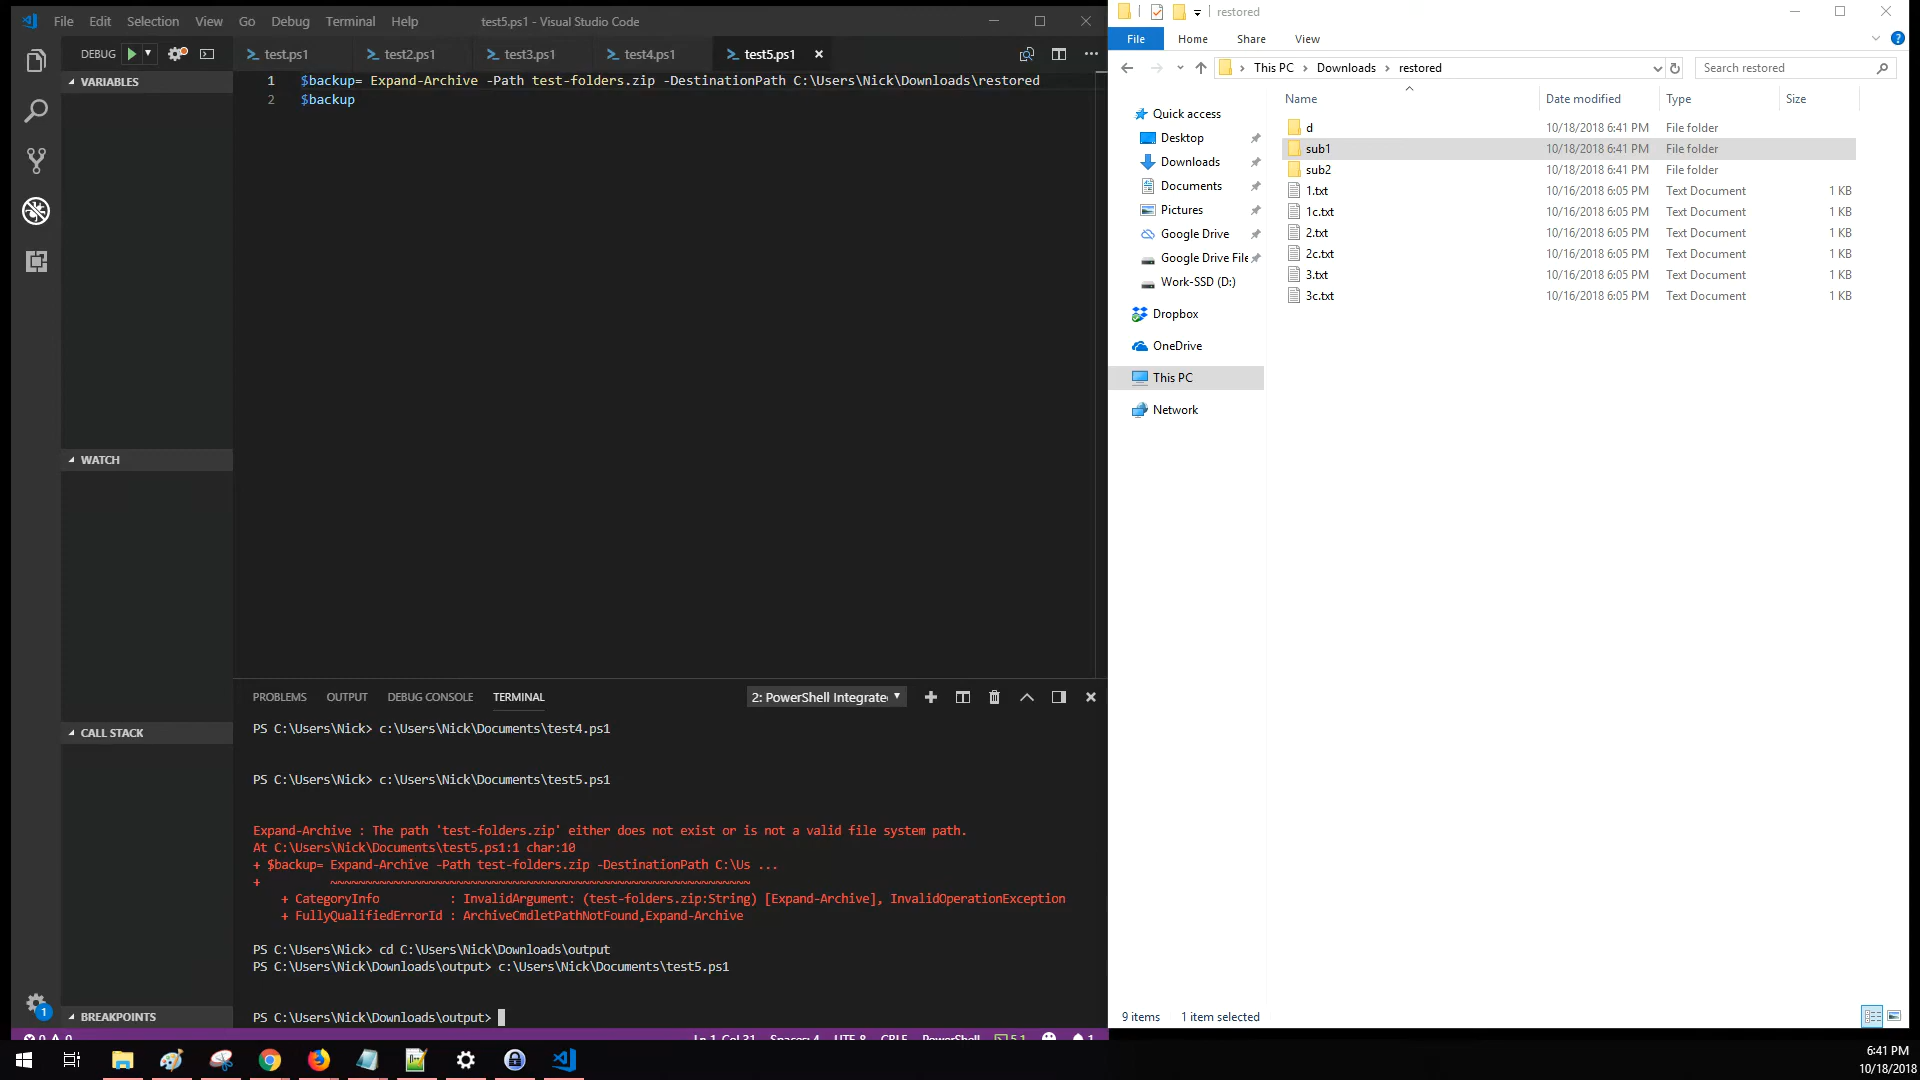 File Edit Selection View Go Debug Terminal Help
test5.ps1 - Visual Studio Code
DEBUG
test.ps1
test2.ps1
test3.ps1
test4.ps1
test5.ps1
VARIABLES
1 $backup= Expand-Archive -Path test-folders.zip -DestinationPath C:\Users\Nick\Downloads\restored
2 $backup
WATCH
CALL STACK
BREAKPOINTS
1
PROBLEMS OUTPUT DEBUG CONSOLE TERMINAL
2: PowerShell Integrate
PS C:\Users\Nick> c:\Users\Nick\Documents\test4.ps1
PS C:\Users\Nick> c:\Users\Nick\Documents\test5.ps1
Expand-Archive : The path 'test-folders.zip' either does not exist or is not a valid file system path.
At C:\Users\Nick\Documents\test5.ps1:1 char:10
+ $backup= Expand-Archive -Path test-folders.zip -DestinationPath C:\Us ...
+ ~~~~~~~~~~~~~~~~~~~~~~~~~~~~~~~~~~~~~~~~~~~~~~~~~~~~~~~~~~~~
+ CategoryInfo : InvalidArgument: (test-folders.zip:String) [Expand-Archive], InvalidOperationException
+ FullyQualifiedErrorId : ArchiveCmdletPathNotFound,Expand-Archive
PS C:\Users\Nick> cd C:\Users\Nick\Downloads\output
PS C:\Users\Nick\Downloads\output> c:\Users\Nick\Documents\test5.ps1
PS C:\Users\Nick\Downloads\output>
Ln 1, Col 31 Spaces: 4 UTF-8 CRLF PowerShell 5.1 1
restored
File Home Share View
This PC Downloads restored
Search restored
Name Date modified Type Size
Quick access
Desktop
Downloads
Documents
Pictures
Google Drive
Google Drive File
Work-SSD (D:)
Dropbox
OneDrive
This PC
Network
d 10/18/2018 6:41 PM File folder
sub1 10/18/2018 6:41 PM File folder
sub2 10/18/2018 6:41 PM File folder
1.txt 10/16/2018 6:05 PM Text Document 1 KB
1c.txt 10/16/2018 6:05 PM Text Document 1 KB
2.txt 10/16/2018 6:05 PM Text Document 1 KB
2c.txt 10/16/2018 6:05 PM Text Document 1 KB
3.txt 10/16/2018 6:05 PM Text Document 1 KB
3c.txt 10/16/2018 6:05 PM Text Document 1 KB
9 items 1 item selected
6:41 PM
10/18/2018